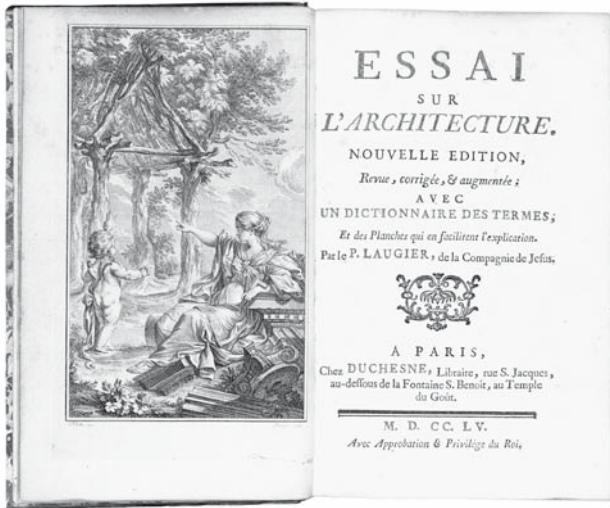 ESSAI
SUR
L'ARCHITECTURE.
NOUVELLE EDITION,
Revue, corrigée, & augmentée;
AVEC
UN DICTIONNAIRE DES TERMES;
Et des Planches qui en facilitent l'explication.
Par le P. LAUGIER, de la Compagnie de Jesus.
A PARIS,
Chez DUCHESNE, Libraire, rue S. Jacques,
au-dessous de la Fontaine S. Benoit, au Temple
du Goût.
M. D. CC. LV.
Avec Approbation & Privilége du Roi.